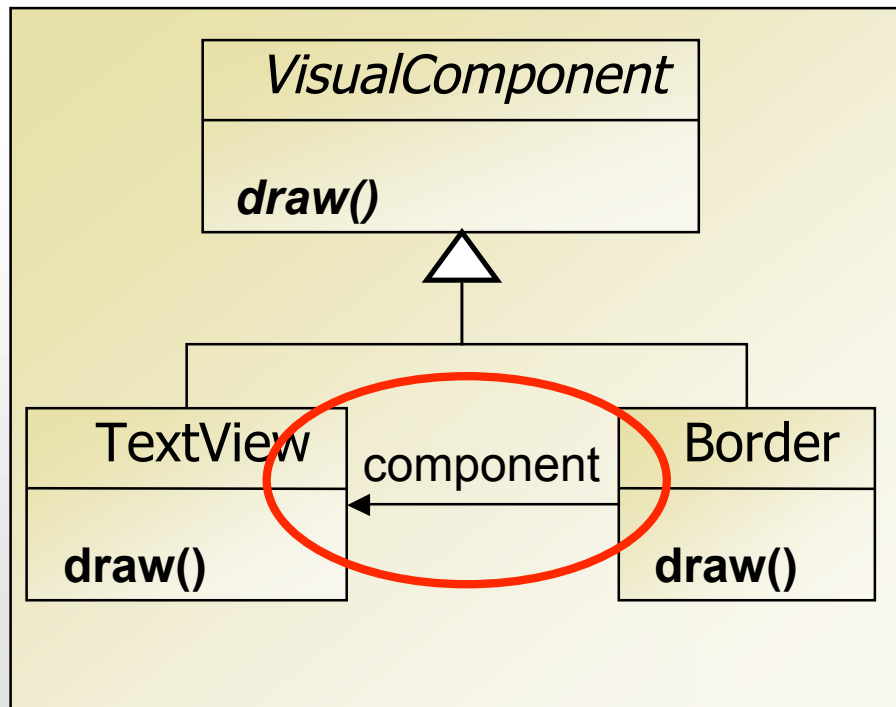 VisualComponent
draw()
TextView
component
Border
draw()
draw()